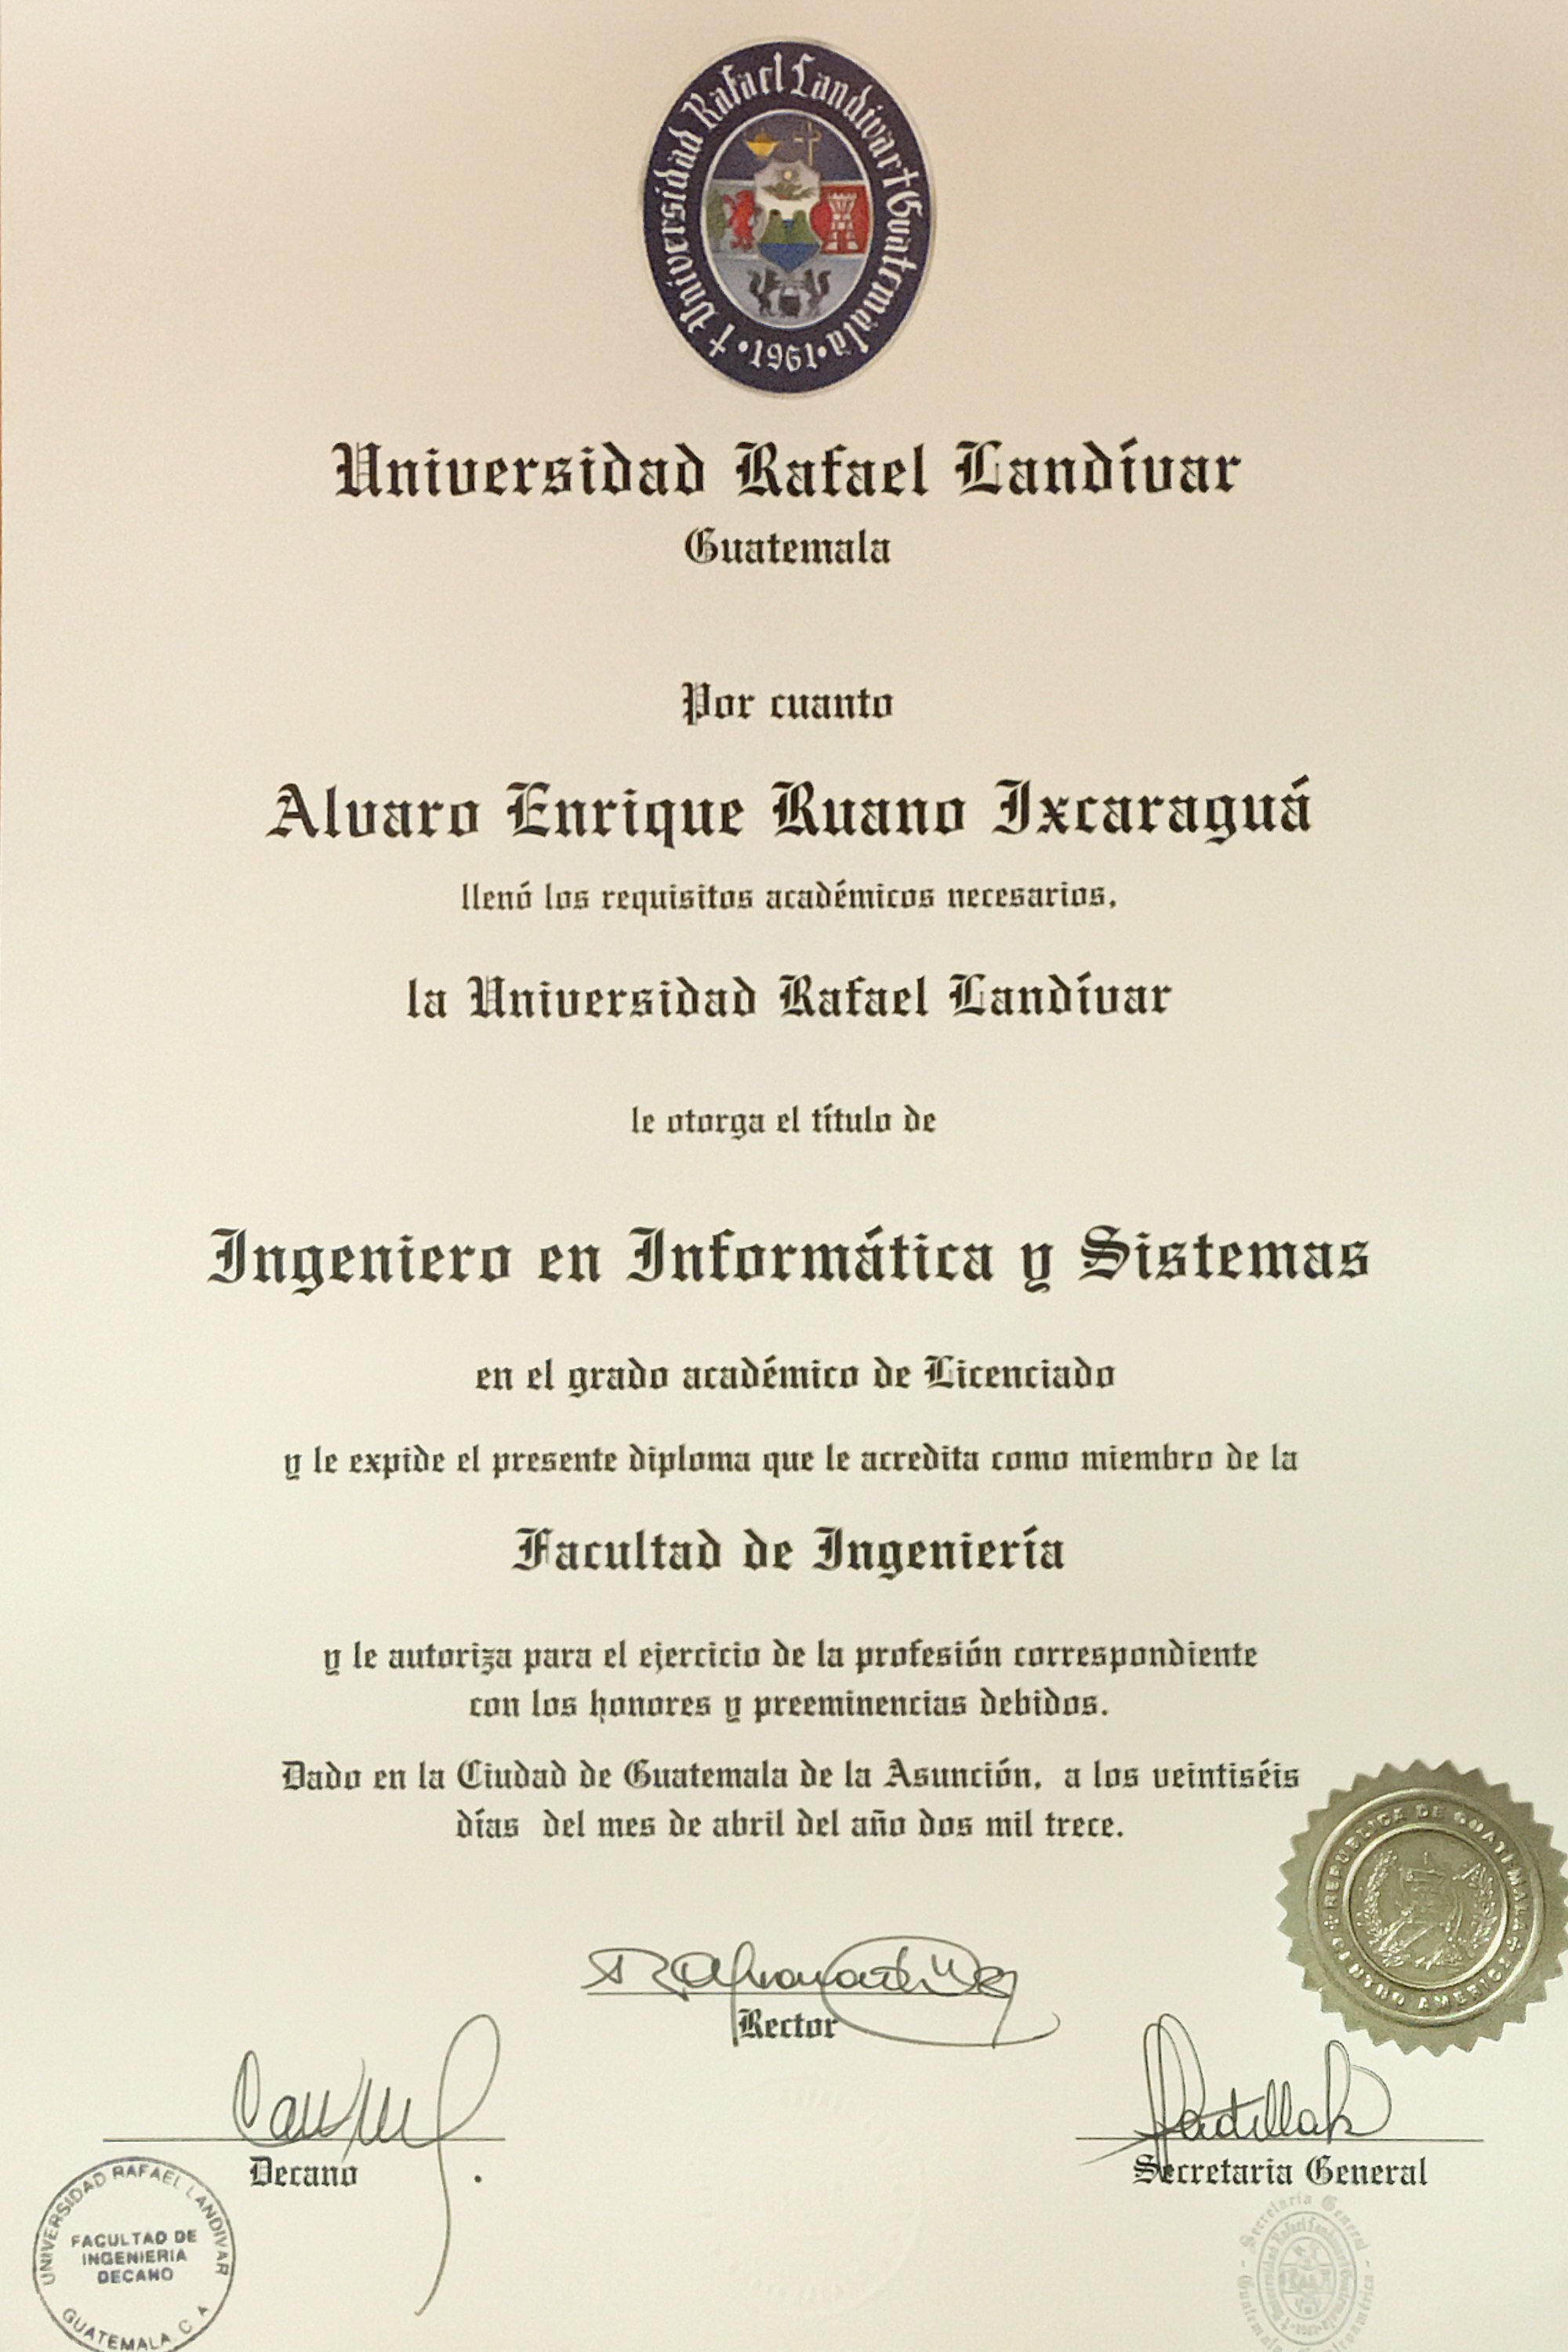 † Universidad Rafael Landivar † Guatemala • 1961 •
Universidad Rafael Landívar
Guatemala
Por cuanto
Alvaro Enrique Ruano Ixcaraguá
llenó los requisitos académicos necesarios,
la Universidad Rafael Landívar
le otorga el título de
Ingeniero en Informática y Sistemas
en el grado académico de Licenciado
y le expide el presente diploma que le acredita como miembro de la
Facultad de Ingeniería
y le autoriza para el ejercicio de la profesión correspondiente
con los honores y preeminencias debidos.
Dado en la Ciudad de Guatemala de la Asunción, a los veintiséis
días del mes de abril del año dos mil trece.
REPUBLICA DE GUATEMALA
CENTRO AMERICA
Rector
Decano
Secretaria General
UNIVERSIDAD RAFAEL LANDIVAR
FACULTAD DE
INGENIERIA
DECANO
GUATEMALA, C. A.
Secretaria General